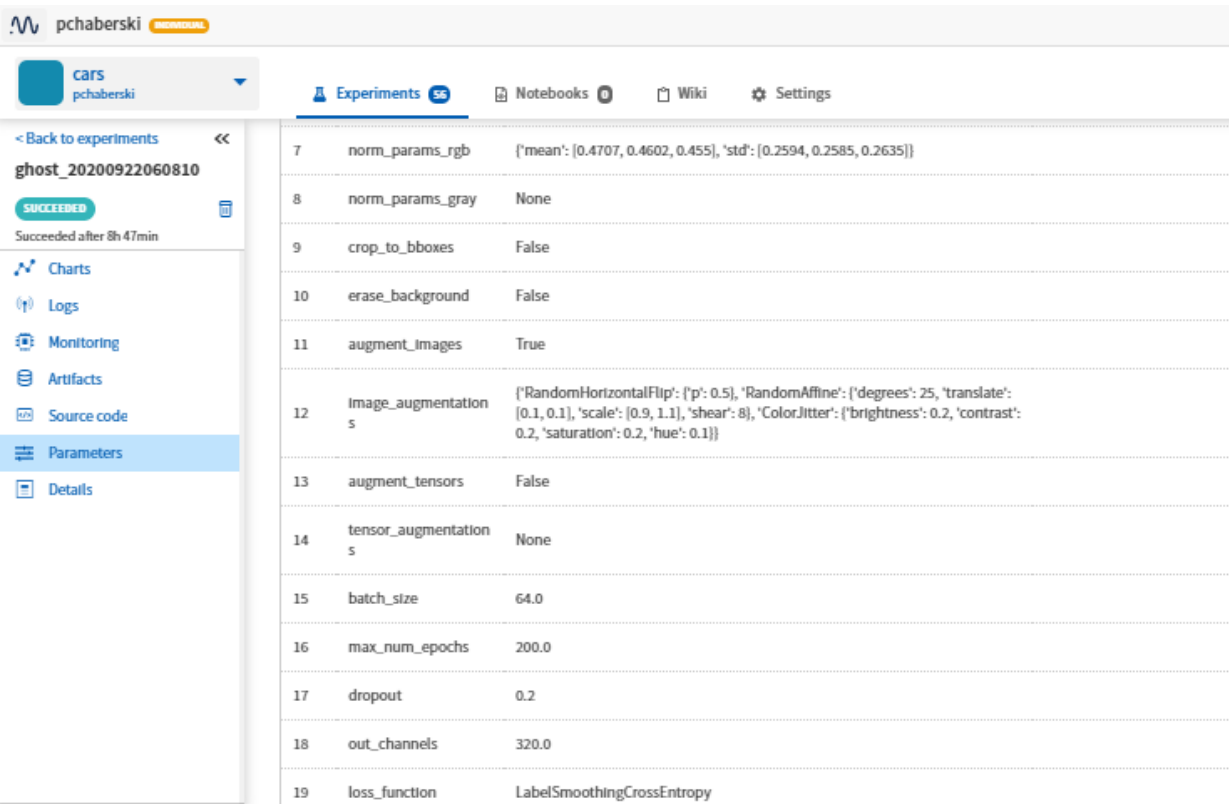 pchaberski INDIVIDUAL
cars
pchaberski
Experiments 56 Notebooks 0 Wiki Settings
< Back to experiments
ghost_20200922060810
SUCCEEDED
Succeeded after 8h 47min
Charts
Logs
Monitoring
Artifacts
Source code
Parameters
Details
7 norm_params_rgb {'mean': [0.4707, 0.4602, 0.455], 'std': [0.2594, 0.2585, 0.2635]}
8 norm_params_gray None
9 crop_to_bboxes False
10 erase_background False
11 augment_images True
12 image_augmentation
s
{'RandomHorizontalFlip': {'p': 0.5}, 'RandomAffine': {'degrees': 25, 'translate':
[0.1, 0.1], 'scale': [0.9, 1.1], 'shear': 8}, 'ColorJitter': {'brightness': 0.2, 'contrast':
0.2, 'saturation': 0.2, 'hue': 0.1}}
13 augment_tensors False
14 tensor_augmentation
s
None
15 batch_size 64.0
16 max_num_epochs 200.0
17 dropout 0.2
18 out_channels 320.0
19 loss_function LabelSmoothingCrossEntropy